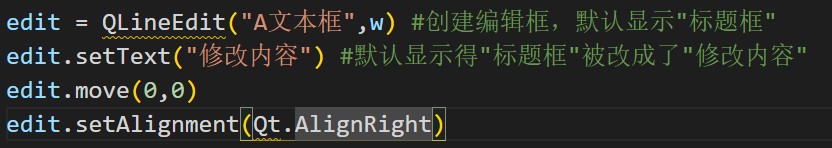 edit = QLineEdit("A文本框",w) #创建编辑框，默认显示"标题框"
edit.setText("修改内容") #默认显示得"标题框"被改成了"修改内容"
edit.move(0,0)
edit.setAlignment(Qt.AlignRight)